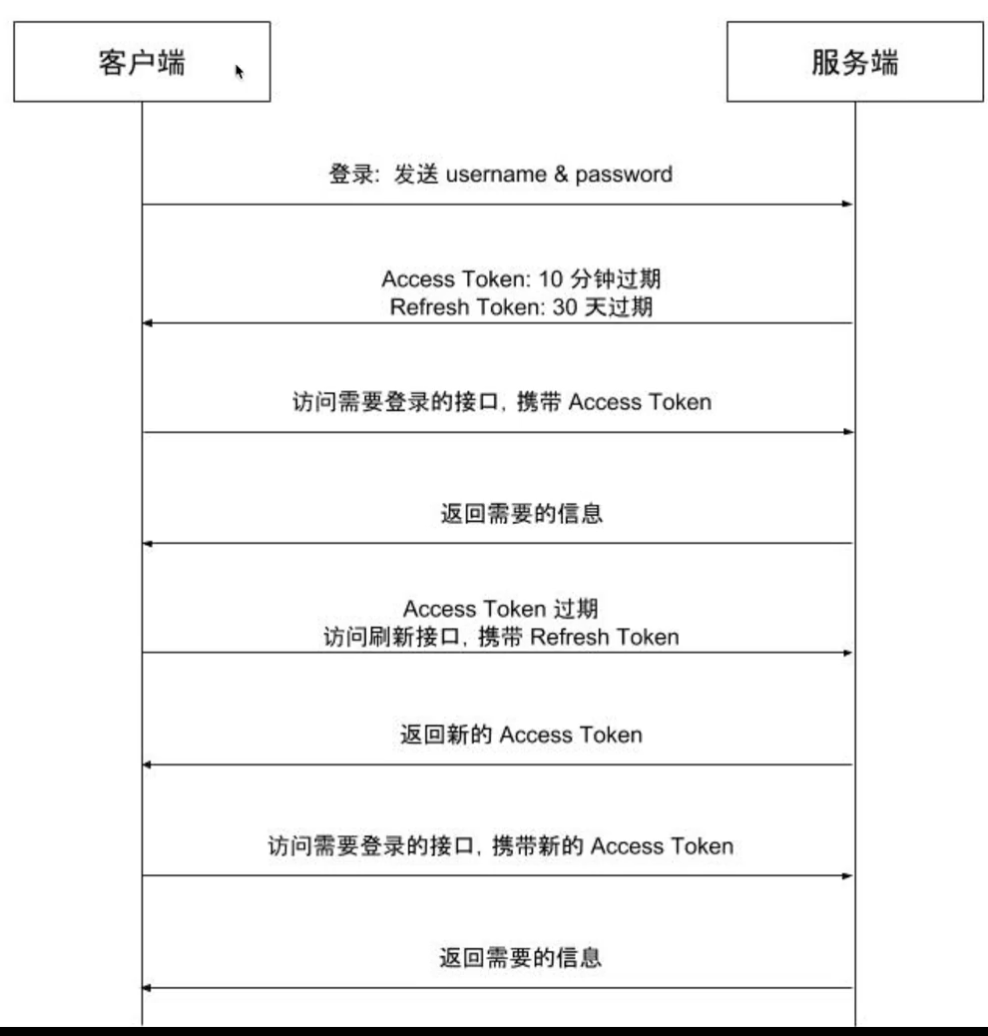 客户端
服务端
登录: 发送 username & password
Access Token: 10 分钟过期
Refresh Token: 30 天过期
访问需要登录的接口, 携带 Access Token
返回需要的信息
Access Token 过期
访问刷新接口, 携带 Refresh Token
返回新的 Access Token
访问需要登录的接口, 携带新的 Access Token
返回需要的信息